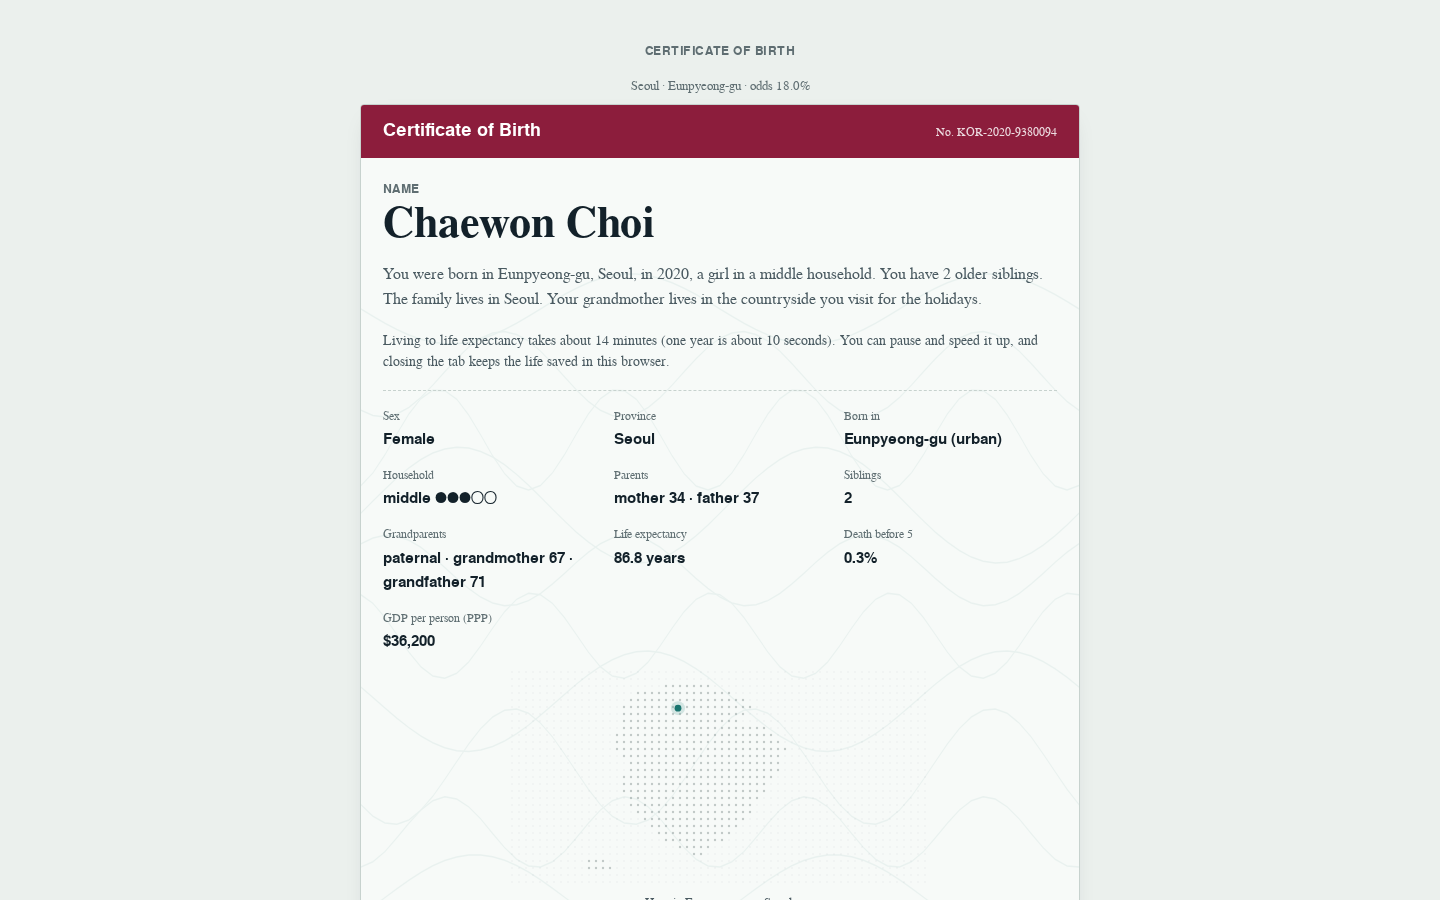 CERTIFICATE OF BIRTH
Seoul · Eunpyeong-gu · odds 18.0%
Certificate of Birth
No. KOR-2020-9380094
NAME
Chaewon Choi
You were born in Eunpyeong-gu, Seoul, in 2020, a girl in a middle household. You have 2 older siblings.
The family lives in Seoul. Your grandmother lives in the countryside you visit for the holidays.
Living to life expectancy takes about 14 minutes (one year is about 10 seconds). You can pause and speed it up, and
closing the tab keeps the life saved in this browser.
Sex
Female
Province
Seoul
Born in
Eunpyeong-gu (urban)
Household
middle ●●●○○
Parents
mother 34 · father 37
Siblings
2
Grandparents
paternal · grandmother 67 ·
grandfather 71
Life expectancy
86.8 years
Death before 5
0.3%
GDP per person (PPP)
$36,200